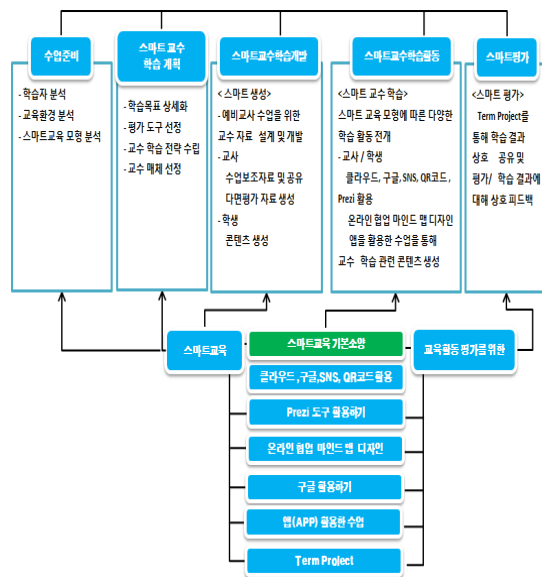 수업준비
- 학습자 분석
- 교육환경 분석
- 스마트교육 모형 분석
스마트 교수
학습 계획
- 학습목표 상세화
- 평가 도구 선정
- 교수 학습 전략 수립
- 교수 매체 선정
스마트교수학습개발
< 스마트 생성>
- 예비교사 수업을 위한
교수 자료 설계 및 개발
- 교사
수업보조자료 및 공유
다면평가 자료 생성
- 학생
콘텐츠 생성
스마트교수학습활동
< 스마트 교수 학습>
스마트 교육 모형에 따른 다양한
학습 활동 전개
- 교사 / 학생
클라우드, 구글, SNS, QR코드,
Prezi 활용
온라인 협업 마인드 맵 디자인
앱을 활용한 수업을 통해
교수 학습 관련 콘텐츠 생성
스마트평가
<스마트 평가>
Term Project를
통해 학습 결과
상호 공유 및
평가/ 학습 결과에
대해 상호 피드백
스마트교육
스마트교육 기본소양
교육활동 평가를 위한
클라우드 ,구글,SNS, QR코드 활용
Prezi 도구 활용하기
온라인 협업 마인드 맵 디자인
구글 활용하기
앱(APP) 활용한 수업
Term Project